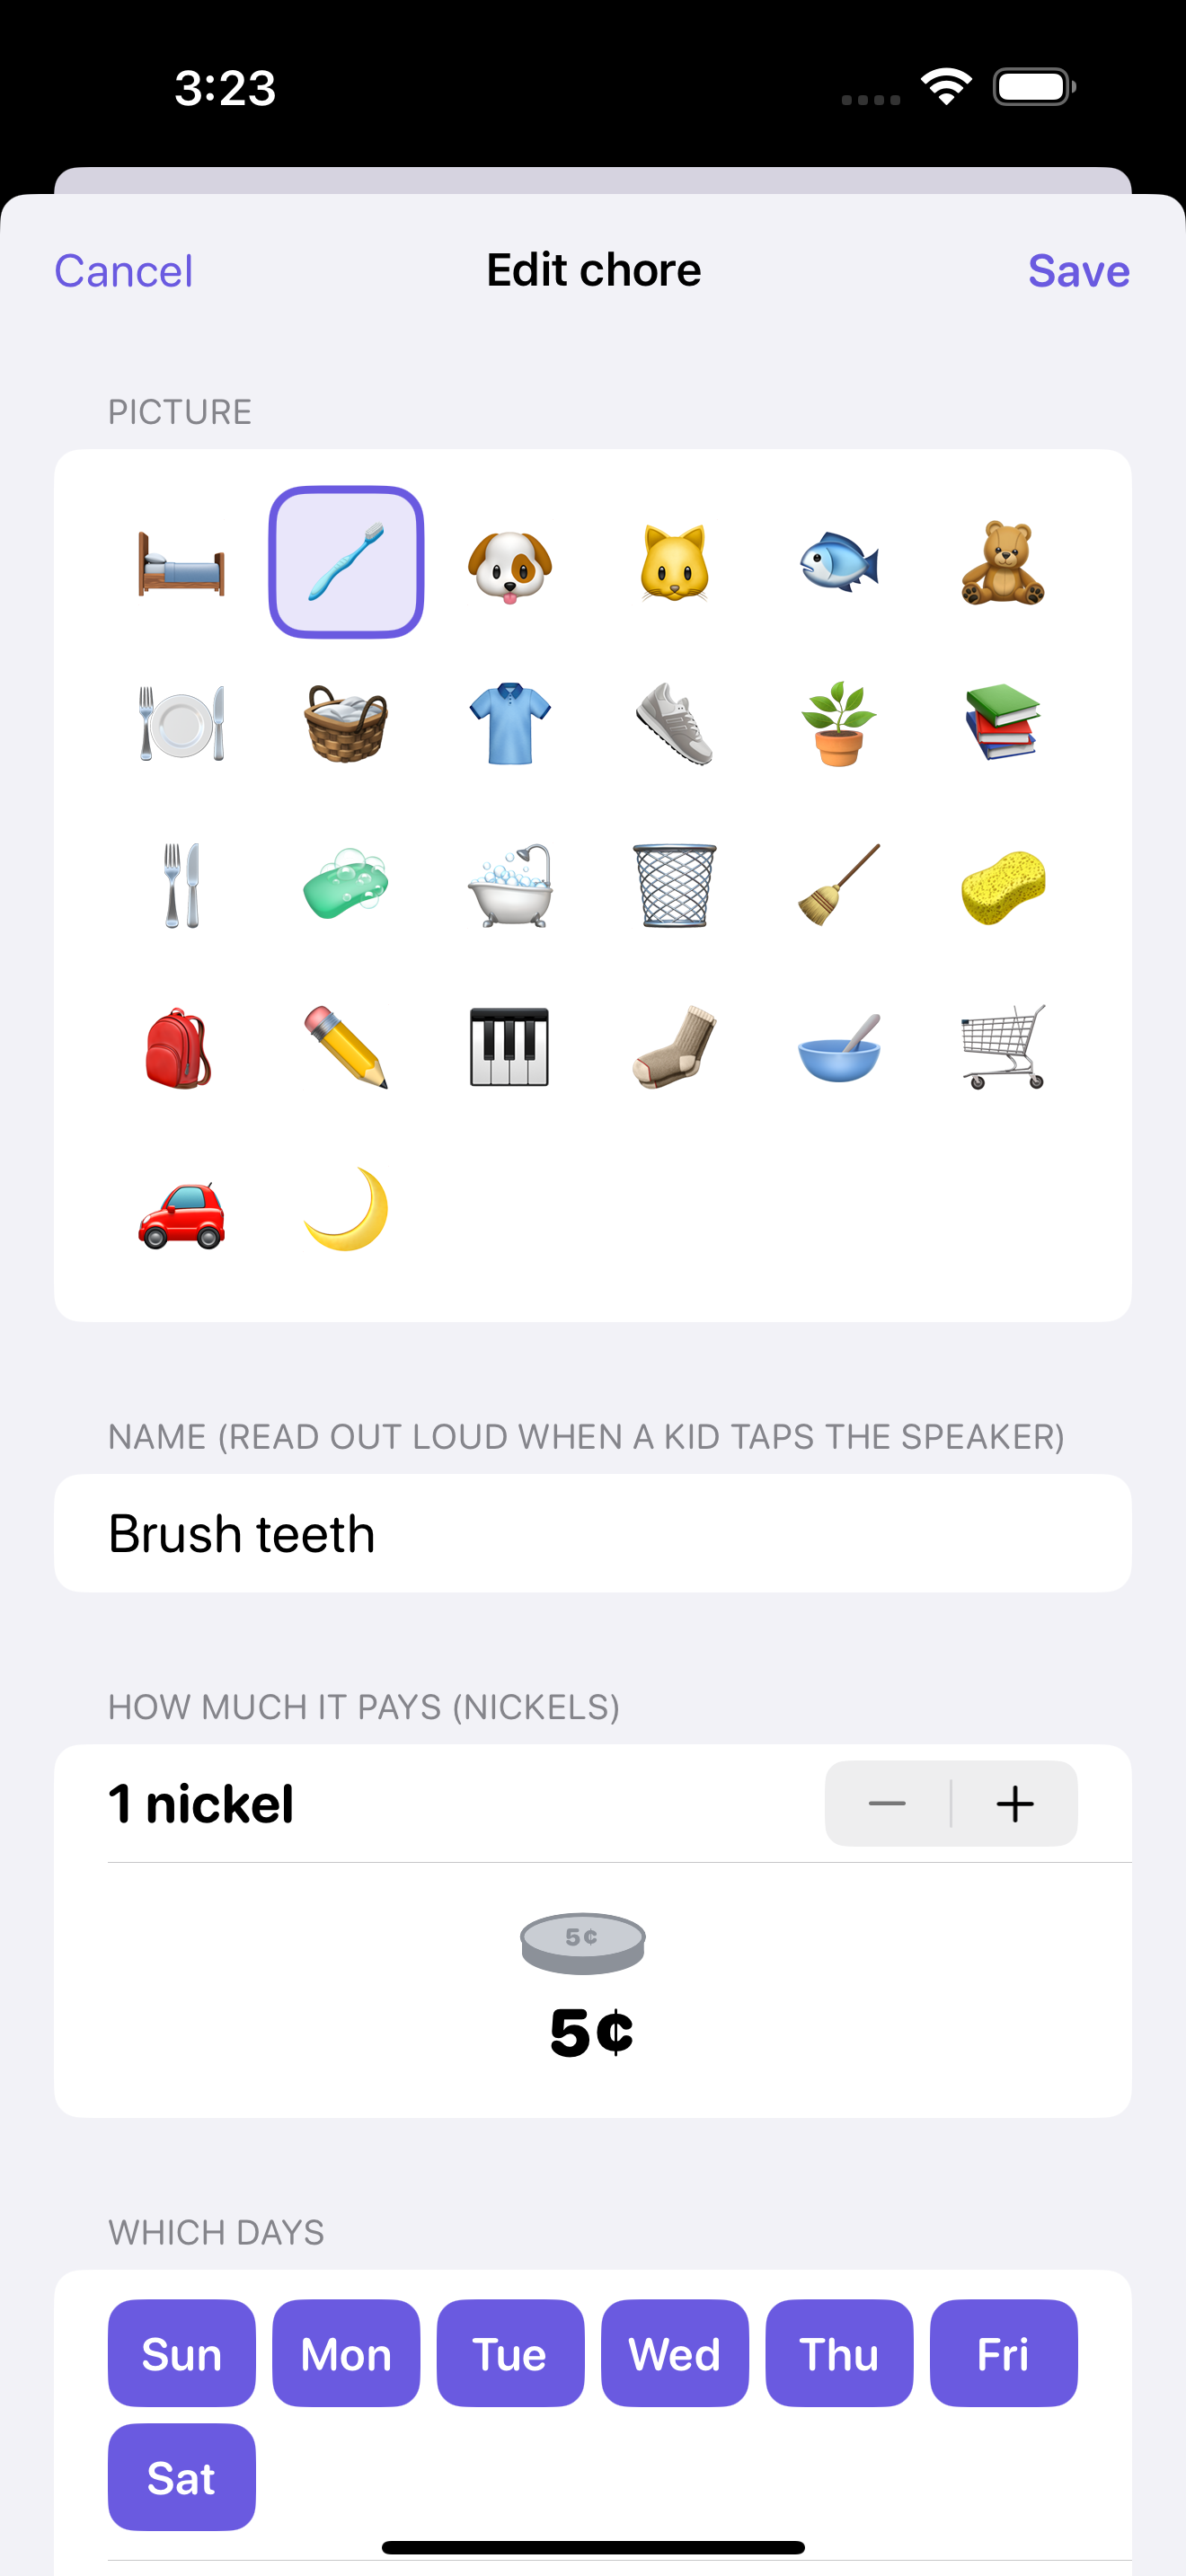 3:23
Cancel Edit chore Save
PICTURE
NAME (READ OUT LOUD WHEN A KID TAPS THE SPEAKER)
Brush teeth
HOW MUCH IT PAYS (NICKELS)
1 nickel
5¢
5¢
WHICH DAYS
Sun Mon Tue Wed Thu Fri
Sat